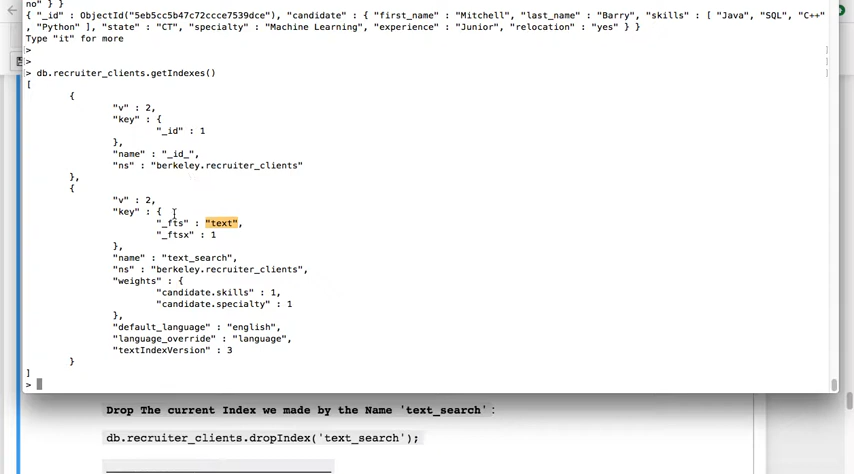 no" } }
{ "_id" : ObjectId("5eb5cc5b47c72ccce7539dce"), "candidate" : { "first_name" : "Mitchell", "last_name" : "Barry", "skills" : [ "Java", "SQL", "C++"
, "Python" ], "state" : "CT", "specialty" : "Machine Learning", "experience" : "Junior", "relocation" : "yes" } }
Type "it" for more
>
>
> db.recruiter_clients.getIndexes()
[
{
"v" : 2,
"key" : {
"_id" : 1
},
"name" : "_id_",
"ns" : "berkeley.recruiter_clients"
},
{
"v" : 2,
"key" : {
"_fts" : "text",
"_ftsx" : 1
},
"name" : "text_search",
"ns" : "berkeley.recruiter_clients",
"weights" : {
"candidate.skills" : 1,
"candidate.specialty" : 1
},
"default_language" : "english",
"language_override" : "language",
"textIndexVersion" : 3
}
]
>
Drop The current Index we made by the Name 'text_search':
db.recruiter_clients.dropIndex('text_search');